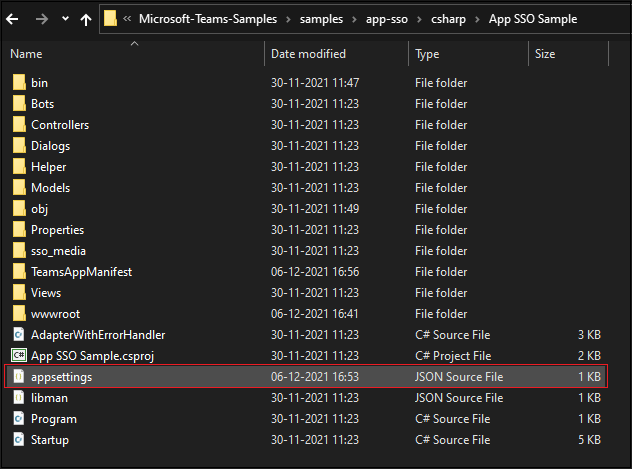 « Microsoft-Teams-Samples > samples > app-sso > csharp > App SSO Sample
Name Date modified Type Size
bin 30-11-2021 11:47 File folder
Bots 30-11-2021 11:23 File folder
Controllers 30-11-2021 11:23 File folder
Dialogs 30-11-2021 11:23 File folder
Helper 30-11-2021 11:23 File folder
Models 30-11-2021 11:23 File folder
obj 30-11-2021 11:49 File folder
Properties 30-11-2021 11:23 File folder
sso_media 30-11-2021 11:23 File folder
TeamsAppManifest 06-12-2021 16:56 File folder
Views 30-11-2021 11:23 File folder
wwwroot 06-12-2021 16:41 File folder
AdapterWithErrorHandler 30-11-2021 11:23 C# Source File 3 KB
C# App SSO Sample.csproj 30-11-2021 11:23 C# Project File 2 KB
appsettings 06-12-2021 16:53 JSON Source File 1 KB
libman 30-11-2021 11:23 JSON Source File 1 KB
Program 30-11-2021 11:23 C# Source File 1 KB
Startup 30-11-2021 11:23 C# Source File 5 KB